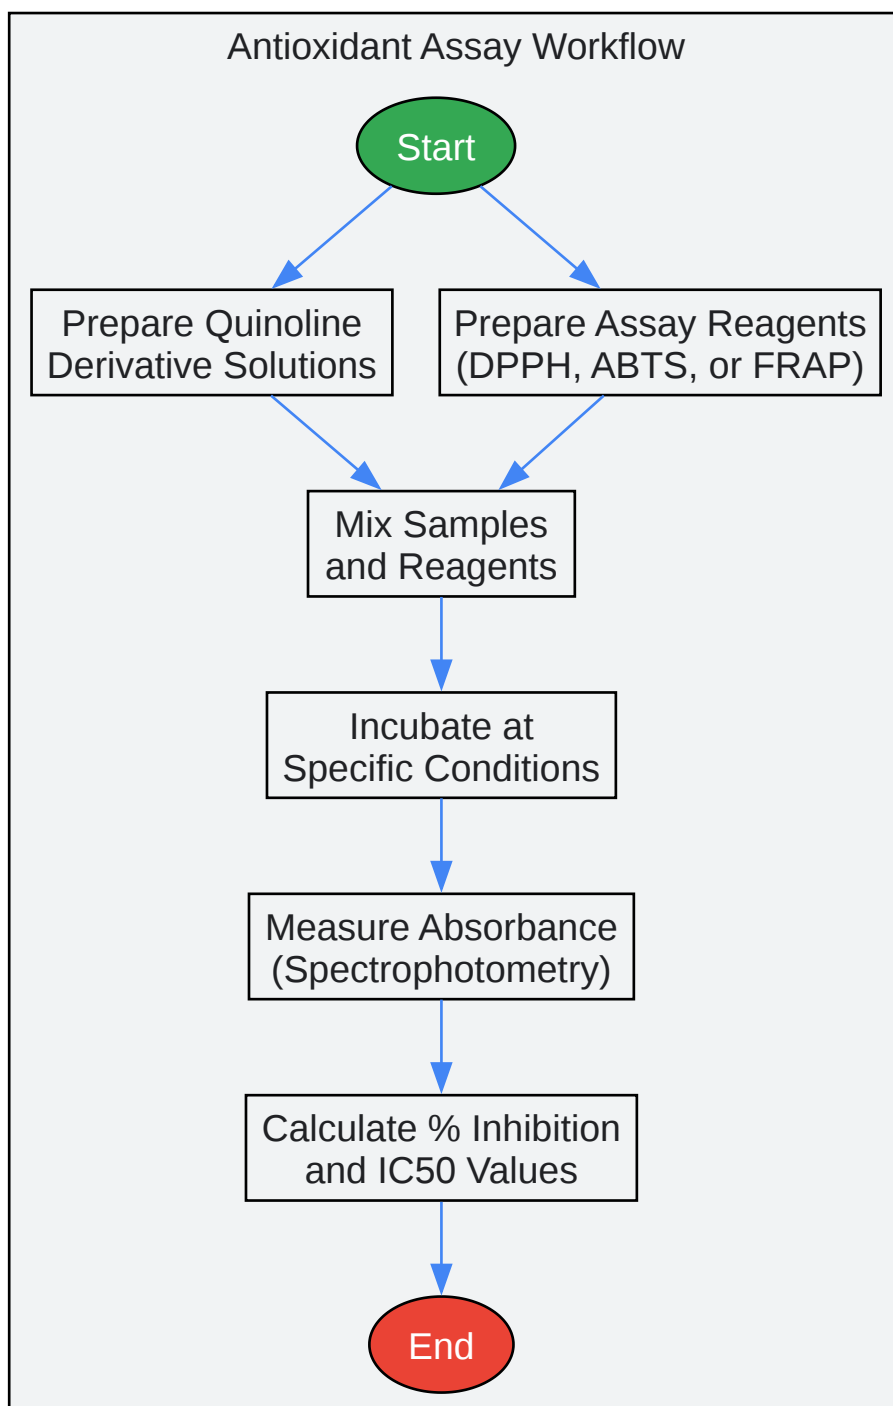 Antioxidant Assay Workflow
Start
Prepare Quinoline
Derivative Solutions
Prepare Assay Reagents
(DPPH, ABTS, or FRAP)
Mix Samples
and Reagents
Incubate at
Specific Conditions
Measure Absorbance
(Spectrophotometry)
Calculate % Inhibition
and IC50 Values
End